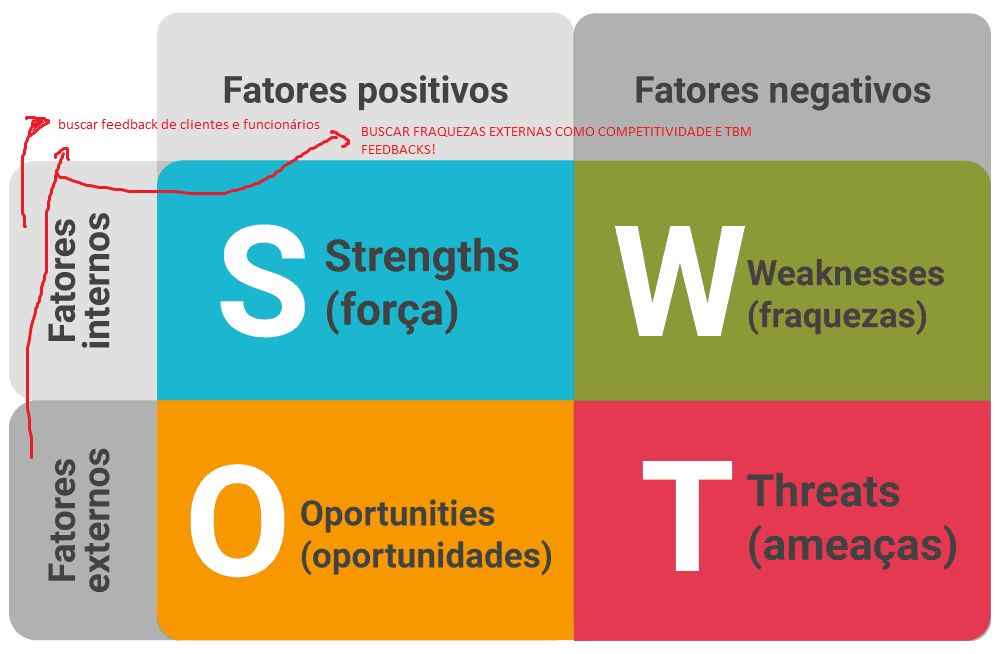 Fatores positivos
Fatores negativos
buscar feedback de clientes e funcionários
BUSCAR FRAQUEZAS EXTERNAS COMO COMPETITIVIDADE E TBM
FEEDBACKS!
Fatores
internos
S
Strengths
(força)
W
Weaknesses
(fraquezas)
Fatores
externos
O
Oportunities
(oportunidades)
T
Threats
(ameaças)